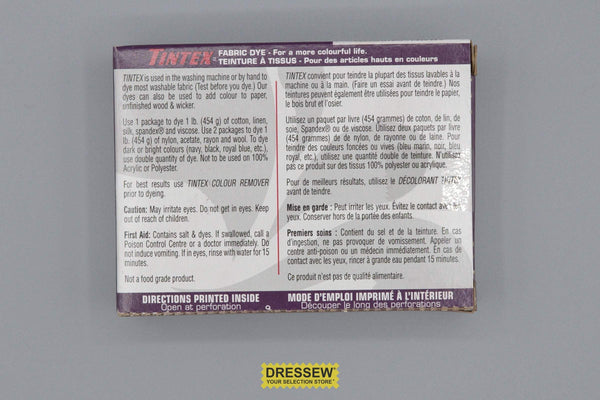 TINTEX® FABRIC DYE - For a more colourful life.
TEINTURE À TISSUS - Pour des articles hauts en couleurs
TINTEX is used in the washing machine or by hand to
dye most washable fabric (Test before you dye.) Our
dyes can also be used to add colour to paper,
unfinished wood & wicker.
Use 1 package to dye 1 lb. (454 g) of cotton, linen,
silk, spandex® and viscose. Use 2 packages to dye 1
lb. (454 g) of nylon, acetate, rayon and wool. To dye
dark or bright colours (navy, black, royal blue, etc.),
use double quantity of dye. Not to be used on 100%
Acrylic or Polyester.
For best results use TINTEX COLOUR REMOVER
prior to dyeing.
Caution: May irritate eyes. Do not get in eyes. Keep
out of reach of children.
First Aid: Contains salt & dyes. If swallowed, call a
Poison Control Centre or a doctor immediately. Do
not induce vomiting. If in eyes, rinse with water for 15
minutes.
Not a food grade product.
TINTEX convient pour teindre la plupart des tissus lavables à la
machine ou à la main. (Faire un essai avant de teindre.) Nos
teintures peuvent également être utilisées pour teindre le papier,
le bois brut et l'osier.
Utilisez un paquet par livre (454 grammes) de coton, de lin, de
soie, Spandex® ou de viscose. Utilisez deux paquets par livre
(454 grammes) de nylon, de rayonne ou de laine. Pour
teindre des couleurs foncées ou vives (bleu marin, noir, bleu
royal, etc.), utilisez une quantité double de teinture. N'utilisez
pas ce produit sur des tissus 100% polyester ou acrylique.
Pour de meilleurs résultats, utilisez le DÉCOLORANT TINTEX
avant de teindre.
Mise en garde : Peut irriter les yeux. Évitez le contact avec les
yeux. Conserver hors de la portée des enfants.
Premiers soins : Contient du sel et de la teinture. En cas
d'ingestion, ne pas provoquer de vomissement. Appeler un
centre anti-poison ou un médecin immédiatement. En cas de
contact avec les yeux, rincer à grande eau pendant 15 minutes.
Ce produit n'est pas de qualité alimentaire.
DIRECTIONS PRINTED INSIDE
Open at perforation
MODE D'EMPLOI IMPRIMÉ À L'INTÉRIEUR
Découper le long des perforations
DRESSEW™
YOUR SELECTION STORE™